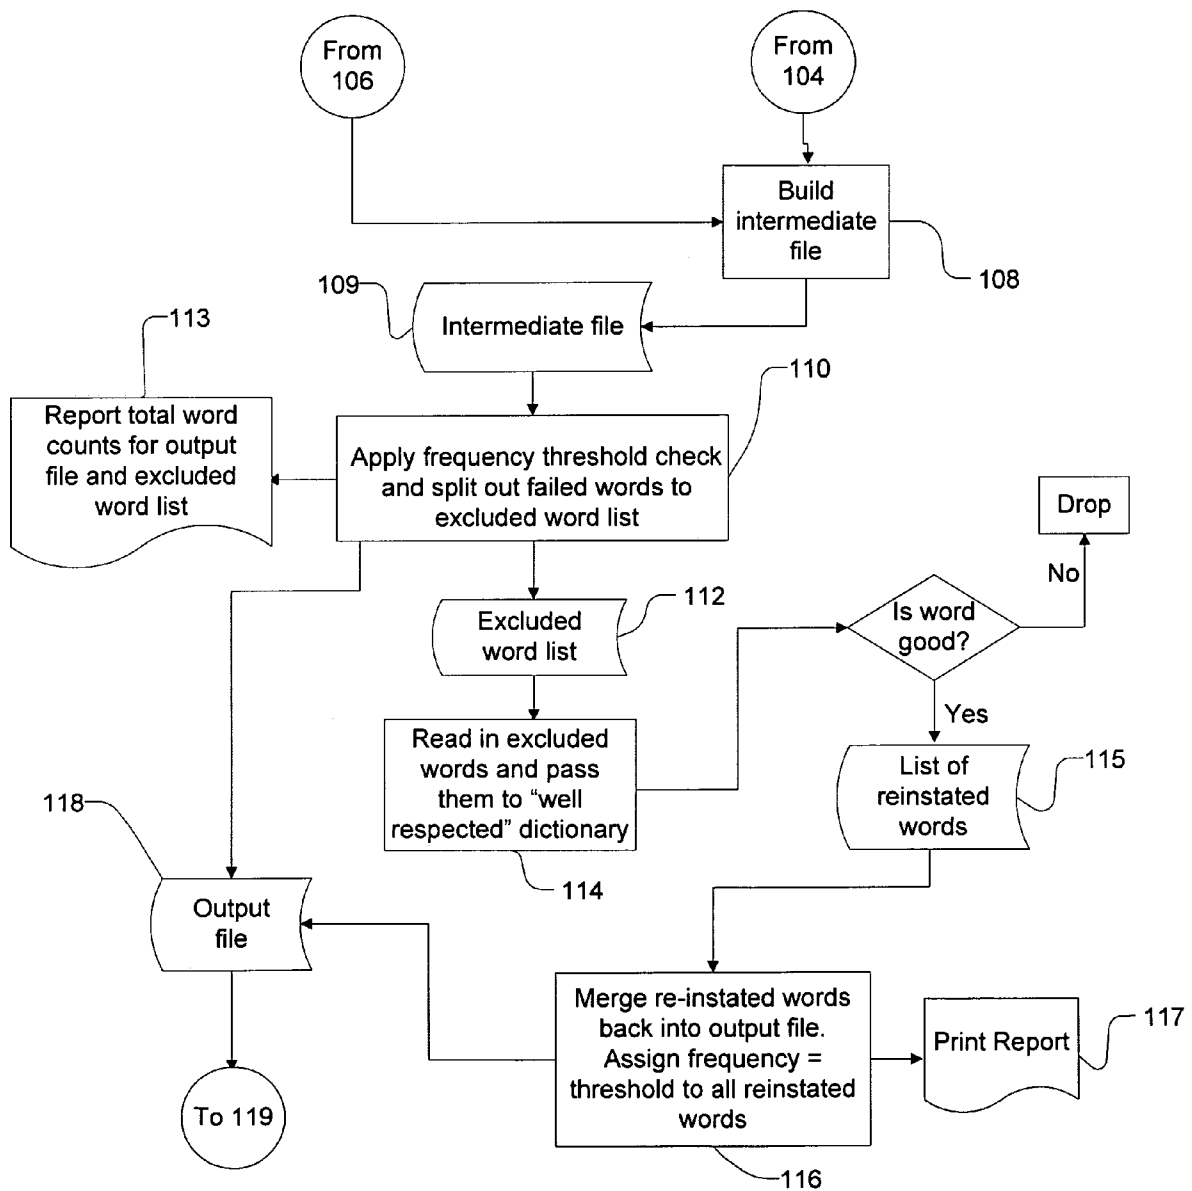 From
106
From
104
Build
intermediate
file
108
109
Intermediate file
113
110
Report total word
counts for output
file and excluded
word list
Apply frequency threshold check
and split out failed words to
excluded word list
Drop
No
112
Excluded
word list
Is word
good?
Yes
Read in excluded
words and pass
them to “well
respected” dictionary
114
List of
reinstated
words
115
118
Output
file
Merge re-instated words
back into output file.
Assign frequency =
threshold to all reinstated
words
116
Print Report
117
To 119